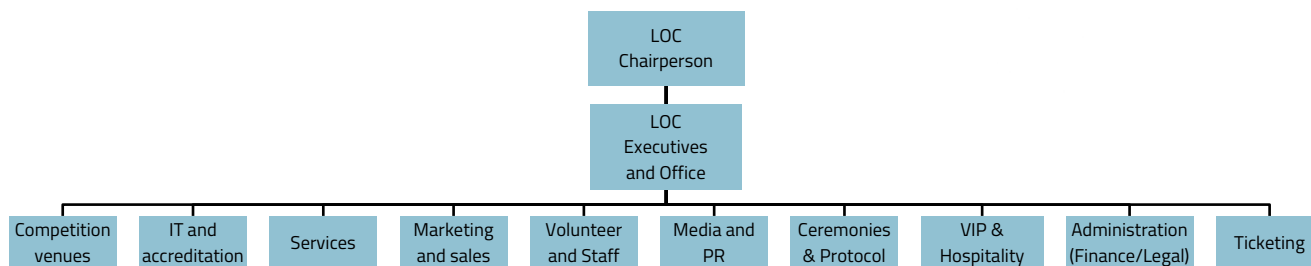 LOC
Chairperson
LOC
Executives
and Office
Competition
venues
IT and
accreditation
Services
Marketing
and sales
Volunteer
and Staff
Media and
PR
Ceremonies
& Protocol
VIP &
Hospitality
Administration
(Finance/Legal)
Ticketing